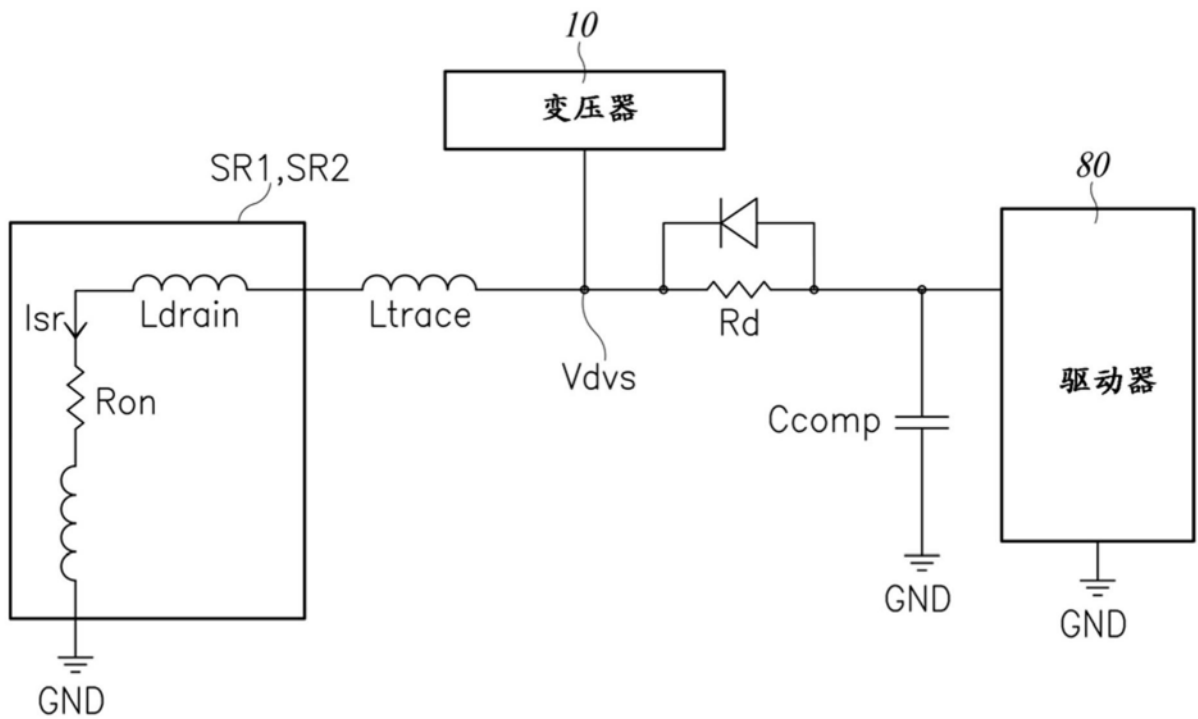 10
变压器
SR1,SR2
80
Isr
Ldrain
Ltrace
Rd
Vdvs
Ron
Ccomp
驱动器
GND
GND
GND